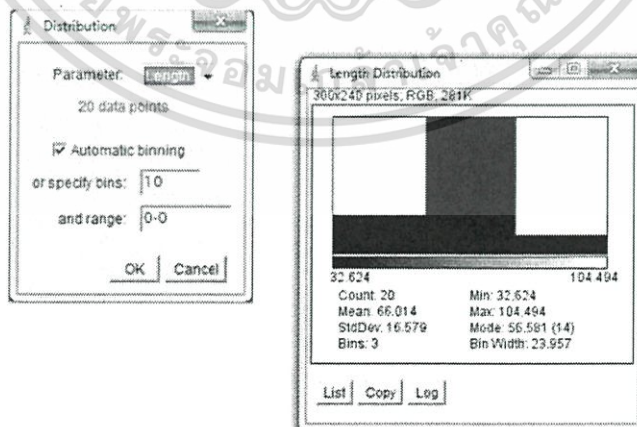 Distribution
Parameter: Length
20 data points
Automatic binning
or specify bins: 10
and range: 0-0
OK Cancel
Length Distribution
300x240 pixels; RGB; 281K
32.624 104.494
Count: 20 Min: 32.624
Mean: 66.014 Max: 104.494
StdDev: 16.579 Mode: 56.581 (14)
Bins: 3 Bin Width: 23.957
List Copy Log